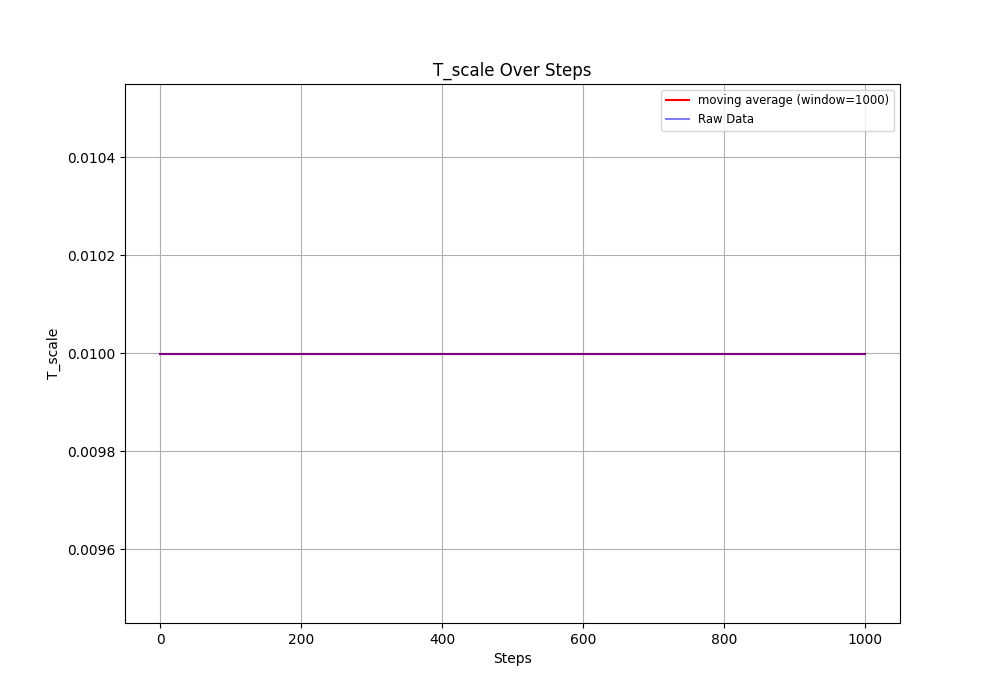 T_scale Over Steps
moving average (window=1000)
Raw Data
T_scale
0.0104
0.0102
0.0100
0.0098
0.0096
0
200
400
600
800
1000
Steps